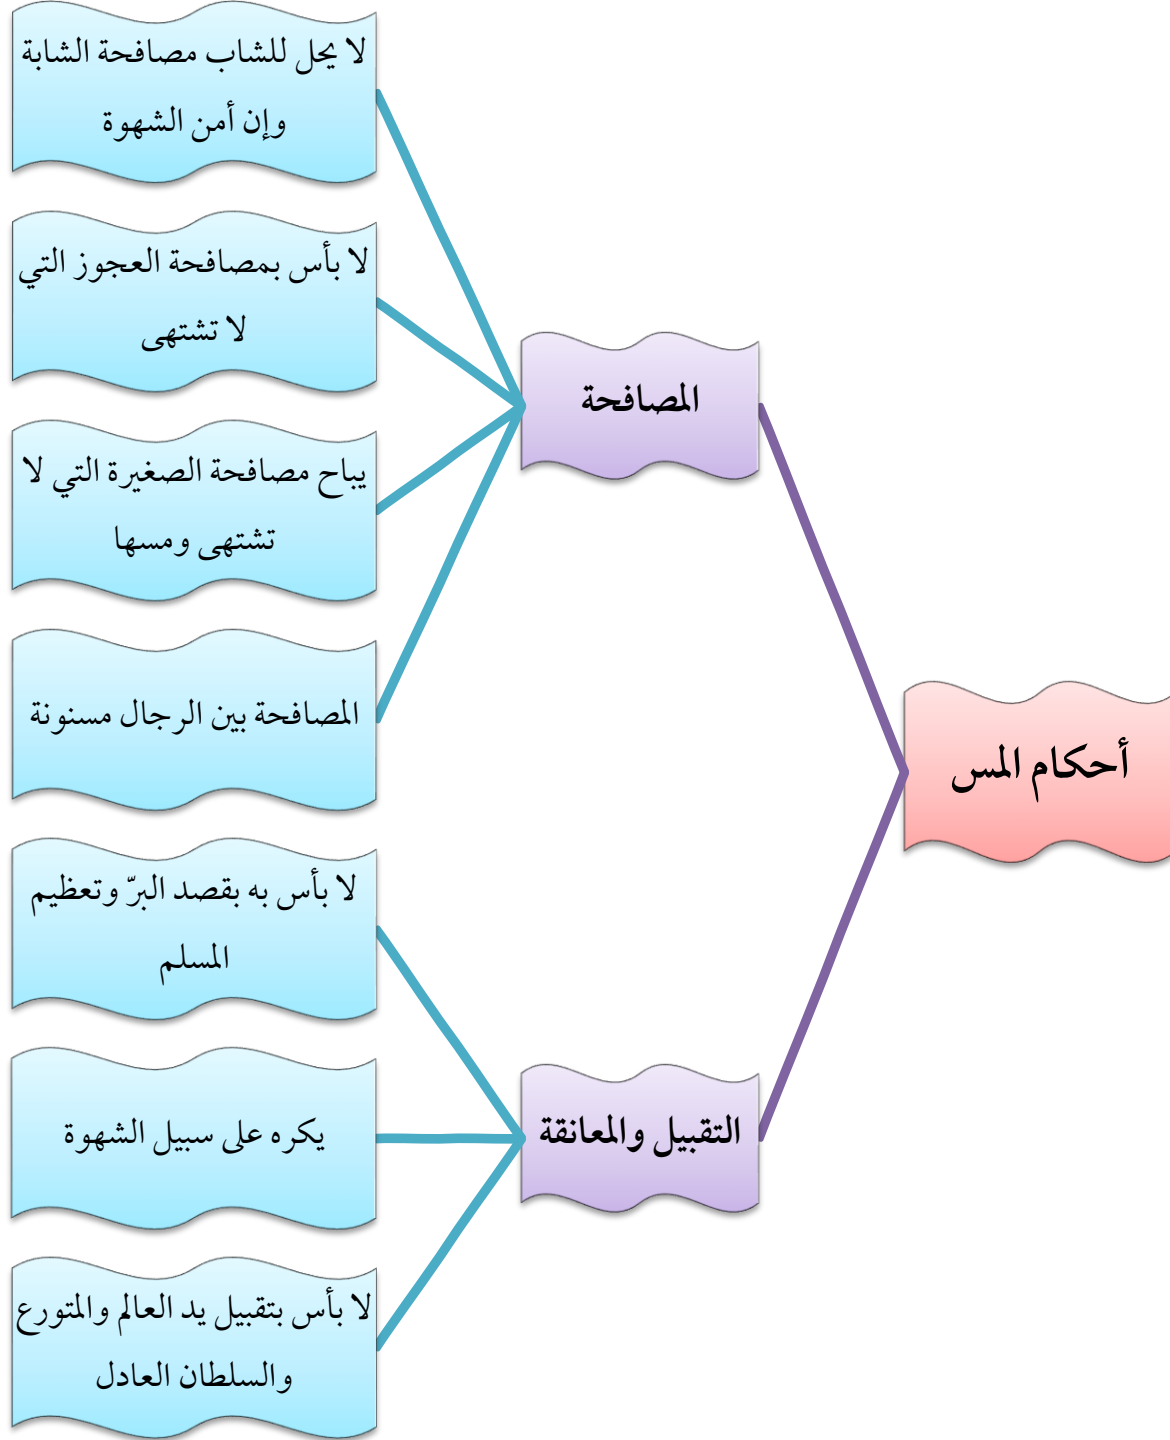 أحكام المس
المصافحة
لا يحل للشاب مصافحة الشابة
وإن أمن الشهوة
لا بأس بمصافحة العجوز التي
لا تشتهى
يباح مصافحة الصغيرة التي لا
تشتهى ومسها
المصافحة بين الرجال مسنونة
التقبيل والمعانقة
لا بأس به بقصد البرّ وتعظيم
المسلم
يكره على سبيل الشهوة
لا بأس بتقبيل يد العالم والمتورع
والسلطان العادل